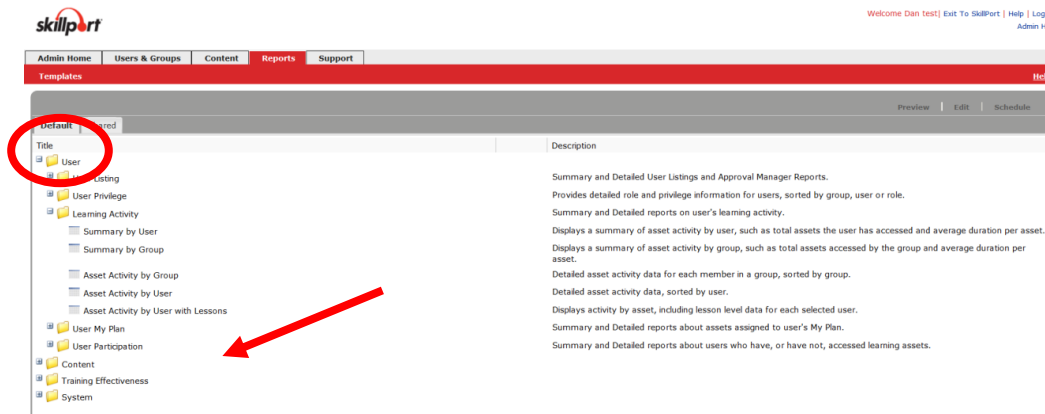 skillport
Welcome Dan test| Exit To SkillPort | Help | Log
Admin H
Admin Home Users & Groups Content Reports Support
Templates Hel
Preview | Edit | Schedule
Default
Title Description
User
Listing Summary and Detailed User Listings and Approval Manager Reports.
User Privilege Provides detailed role and privilege information for users, sorted by group, user or role.
Learning Activity Summary and Detailed reports on user's learning activity.
Summary by User Displays a summary of asset activity by user, such as total assets the user has accessed and average duration per asset.
Summary by Group Displays a summary of asset activity by group, such as total assets accessed by the group and average duration per
asset.
Asset Activity by Group Detailed asset activity data for each member in a group, sorted by group.
Asset Activity by User Detailed asset activity data, sorted by user.
Asset Activity by User with Lessons Displays activity by asset, including lesson level data for each selected user.
User My Plan Summary and Detailed reports about assets assigned to user's My Plan.
User Participation Summary and Detailed reports about users who have, or have not, accessed learning assets.
Content
Training Effectiveness
System